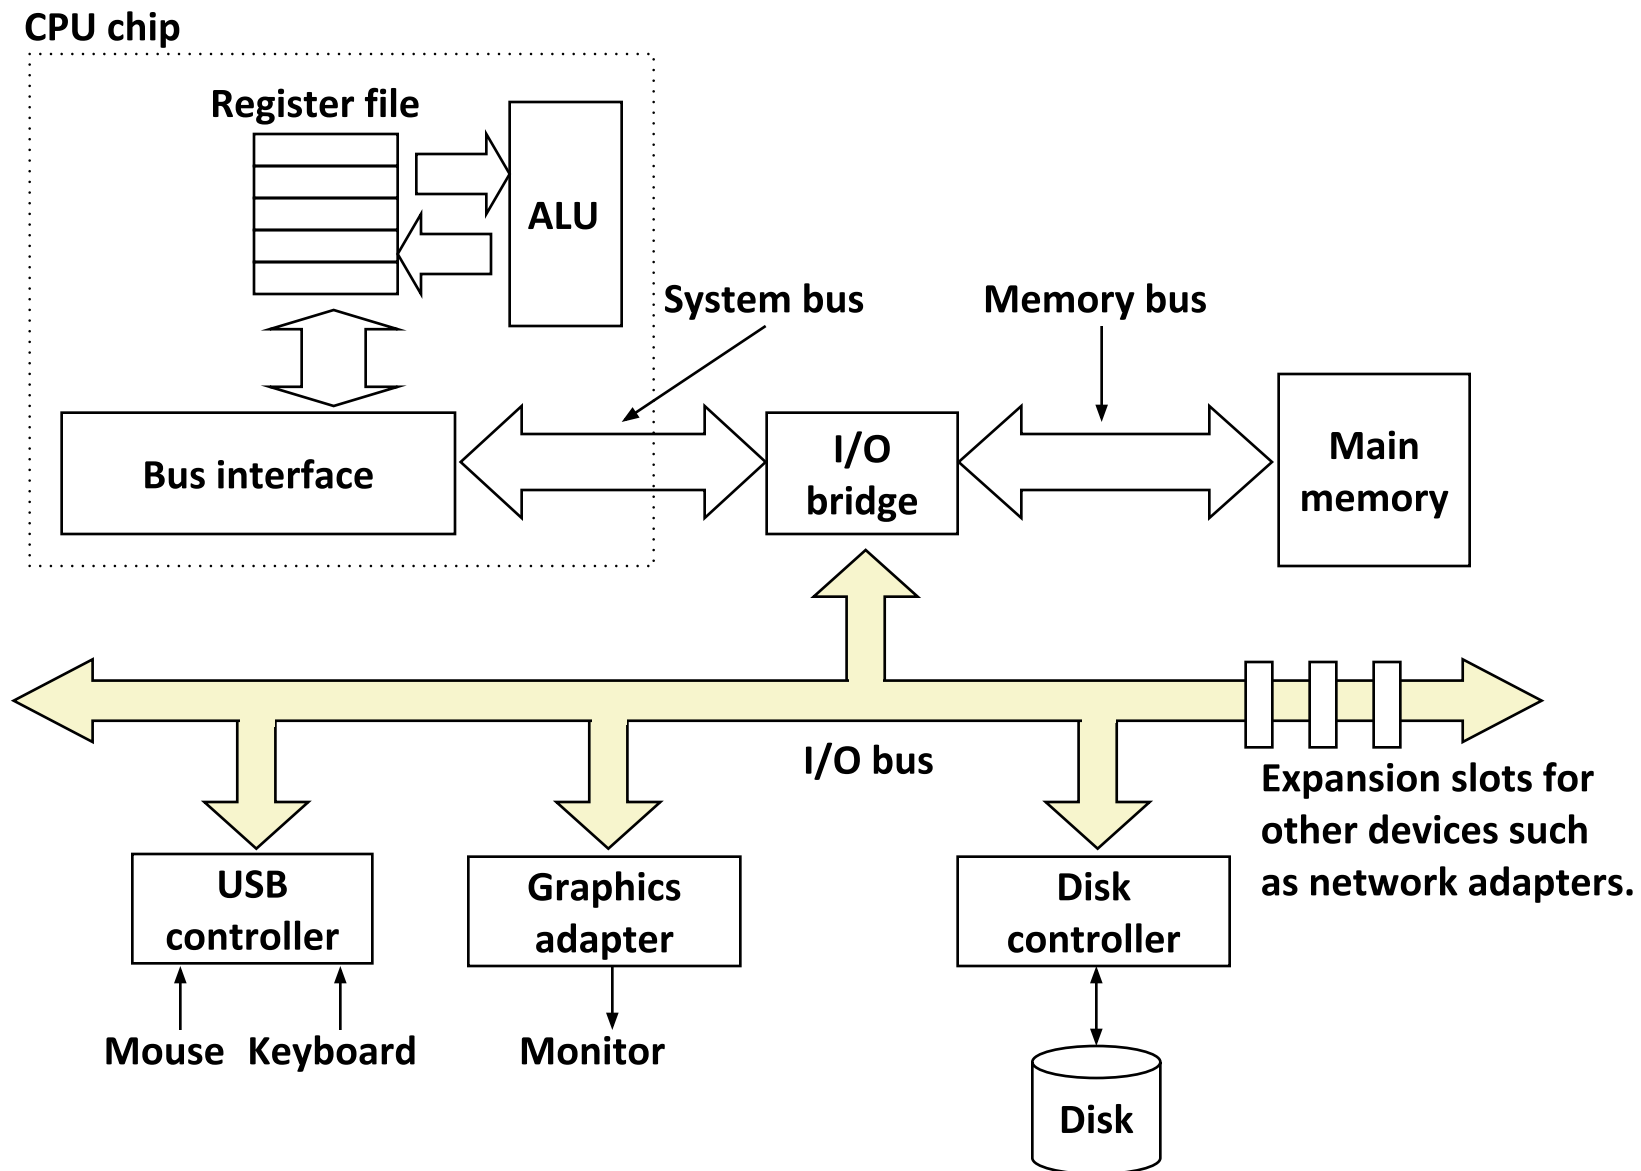 CPU chip
Register file
ALU
System bus
Memory bus
Bus interface
I/O
bridge
Main
memory
I/O bus
Expansion slots for
other devices such
as network adapters.
USB
controller
Graphics
adapter
Disk
controller
Mouse
Keyboard
Monitor
Disk